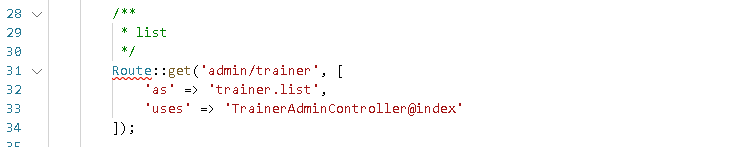 28 /**
29 * list
30 */
31 Route::get('admin/trainer', [
32 'as' => 'trainer.list',
33 'uses' => 'TrainerAdminController@index'
34 ]);
35